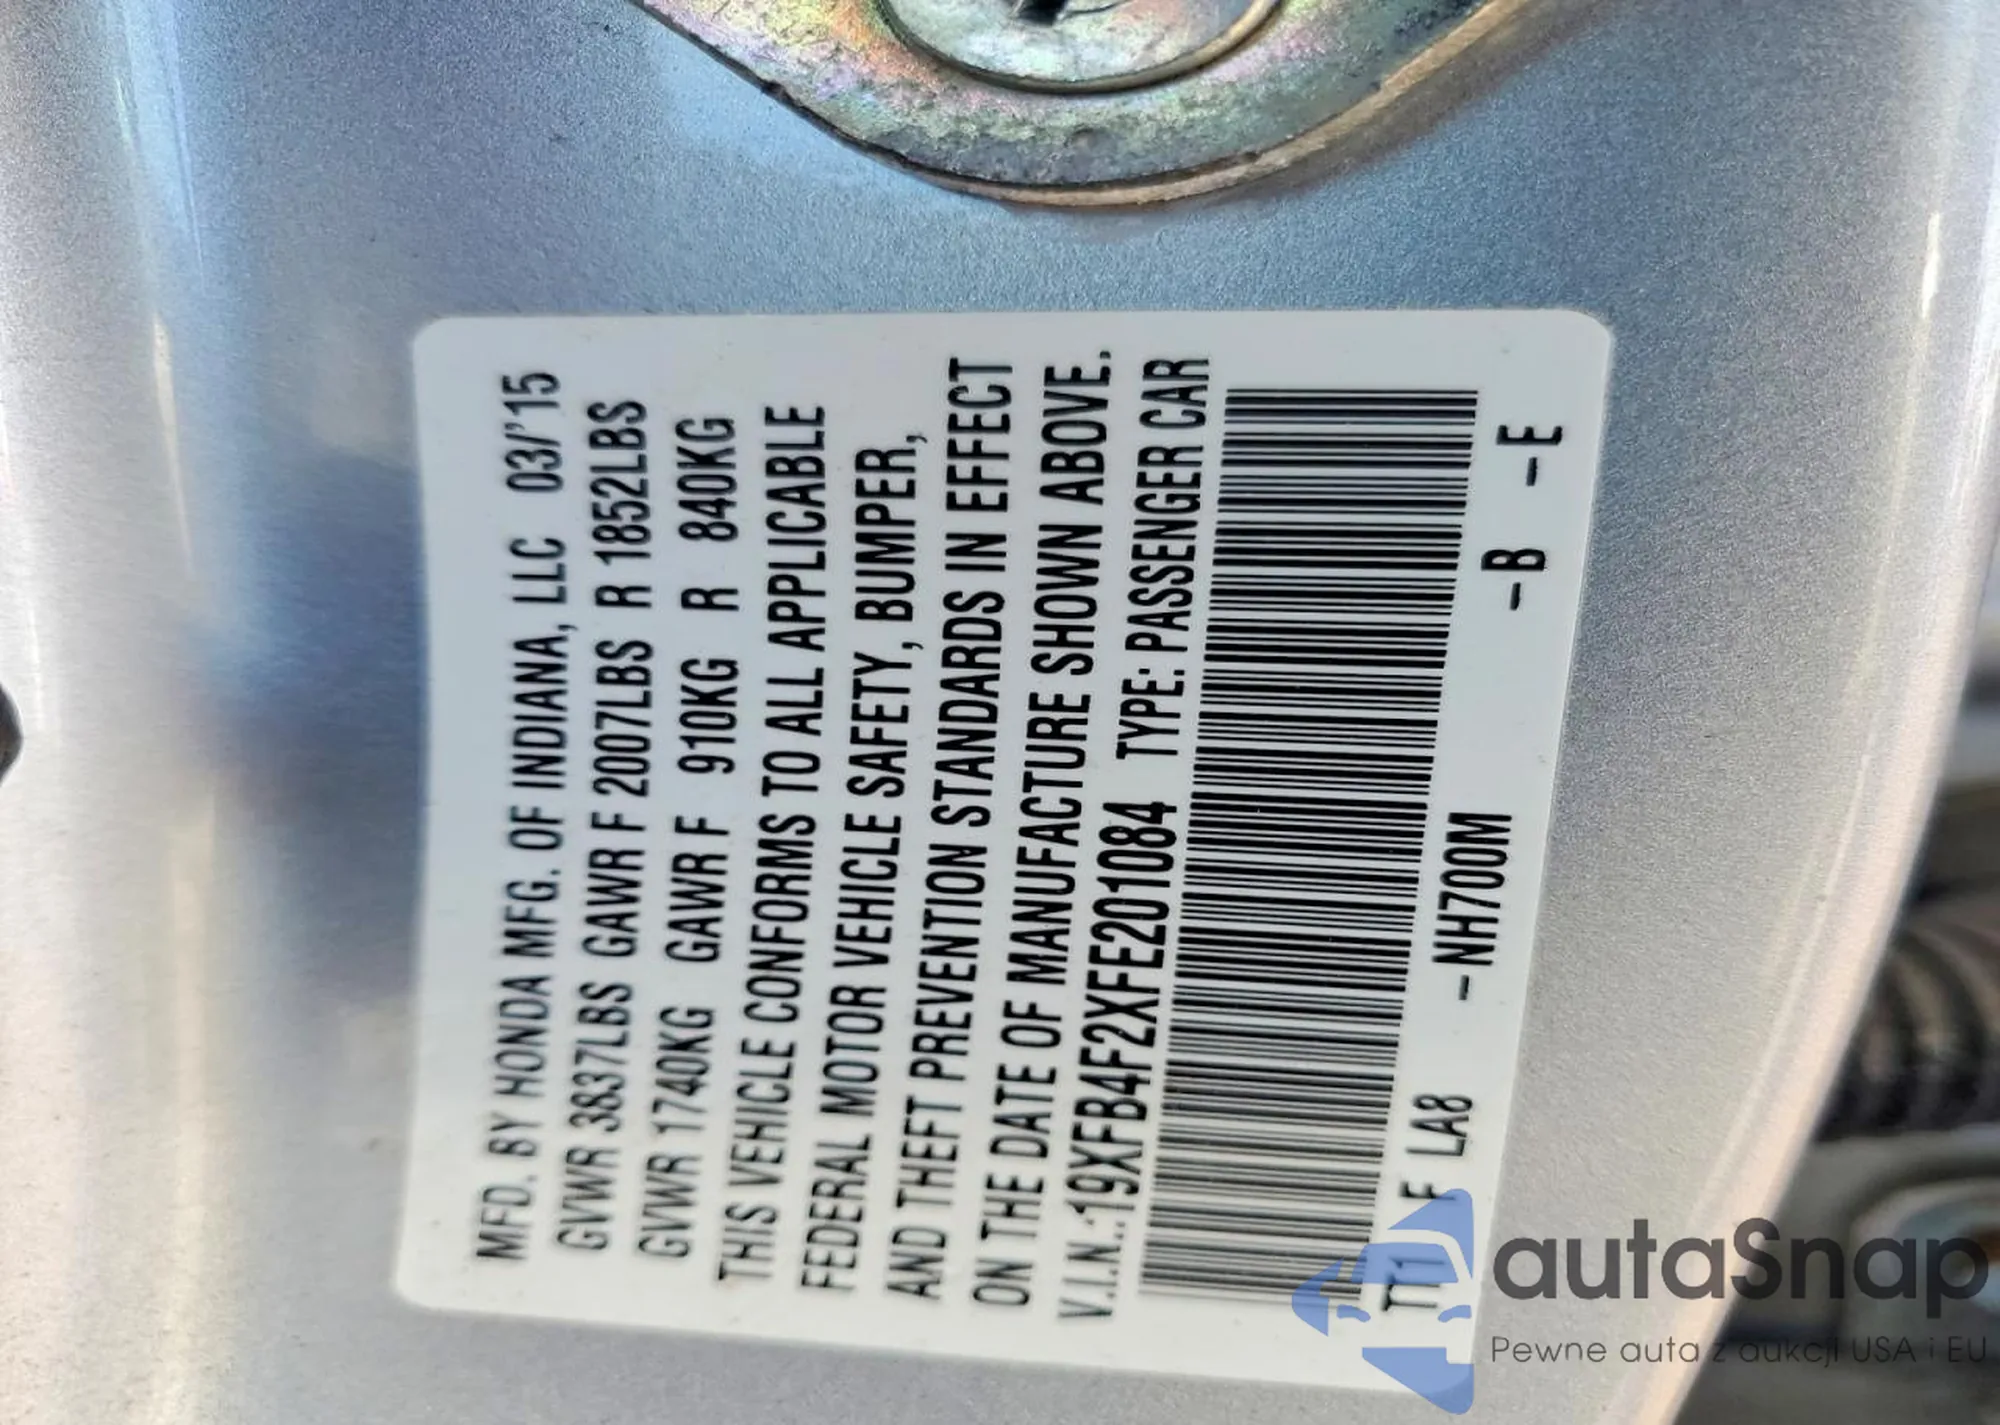 MFD. BY HONDA MFG. OF INDIANA, LLC 03/'15
GVWR 3837LBS GAWR F 2007LBS R 1852LBS
GVWR 1740KG GAWR F 910KG R 840KG
THIS VEHICLE CONFORMS TO ALL APPLICABLE
FEDERAL MOTOR VEHICLE SAFETY, BUMPER,
AND THEFT PREVENTION STANDARDS IN EFFECT
ON THE DATE OF MANUFACTURE SHOWN ABOVE.
V.I.N.:19XFB4F2XFE201084 TYPE: PASSENGER CAR
TT1 F LA8 -NH700M -B -E
autaSnap
Pewne auta z aukcji USA i EU